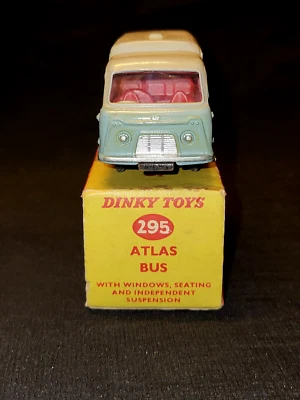 DINKY TOYS
295
ATLAS
BUS
WITH WINDOWS, SEATING
AND INDEPENDENT
SUSPENSION